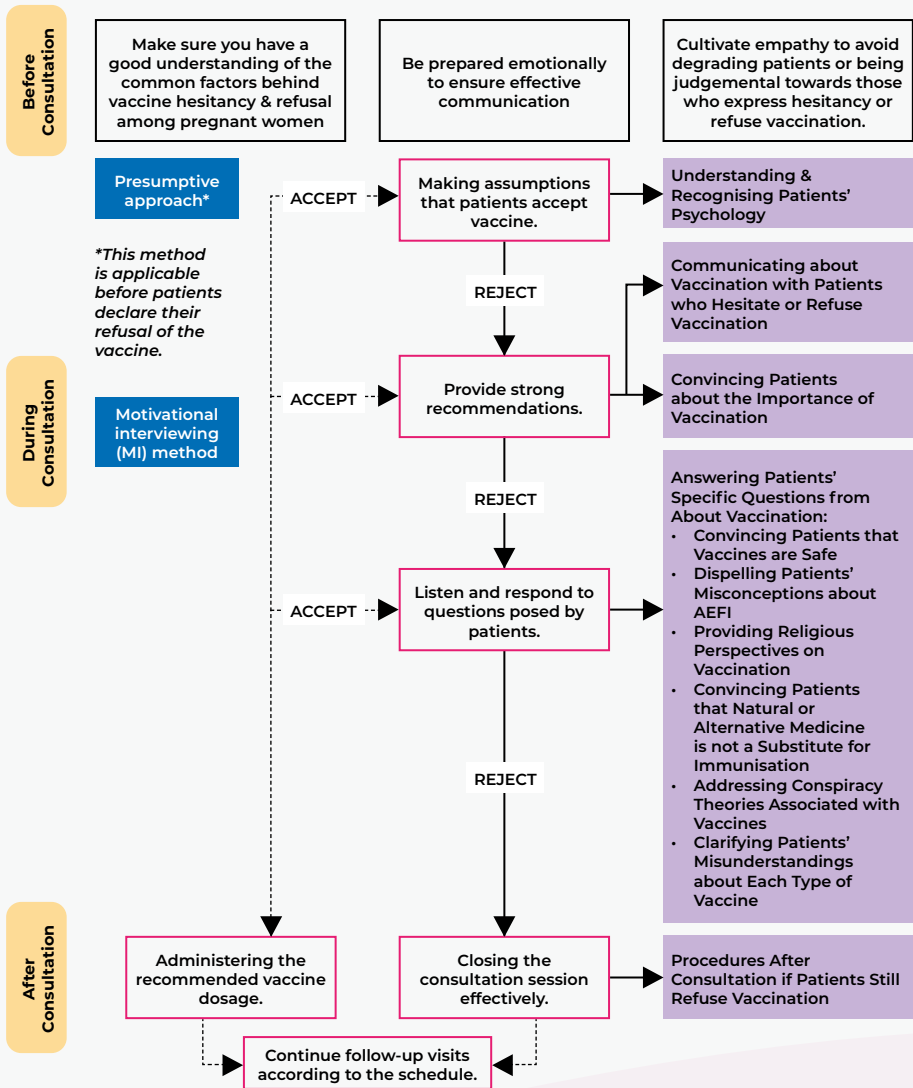 Before
Consultation
Make sure you have a
good understanding of the
common factors behind
vaccine hesitancy & refusal
among pregnant women
Be prepared emotionally
to ensure effective
communication
Cultivate empathy to avoid
degrading patients or being
judgemental towards those
who express hesitancy or
refuse vaccination.
During
Consultation
Presumptive
approach*
*This method
is applicable
before patients
declare their
refusal of the
vaccine.
Motivational
interviewing
(MI) method
ACCEPT
Making assumptions
that patients accept
vaccine.
Understanding &
Recognising Patients’
Psychology
REJECT
Communicating about
Vaccination with Patients
who Hesitate or Refuse
Vaccination
ACCEPT
Provide strong
recommendations.
Convincing Patients
about the Importance of
Vaccination
REJECT
ACCEPT
Listen and respond to
questions posed by
patients.
Answering Patients’
Specific Questions from
About Vaccination:
• Convincing Patients that
Vaccines are Safe
• Dispelling Patients’
Misconceptions about
AEFI
• Providing Religious
Perspectives on
Vaccination
• Convincing Patients
that Natural or
Alternative Medicine
is not a Substitute for
Immunisation
• Addressing Conspiracy
Theories Associated with
Vaccines
• Clarifying Patients’
Misunderstandings
about Each Type of
Vaccine
REJECT
After
Consultation
Administering the
recommended vaccine
dosage.
Closing the
consultation session
effectively.
Procedures After
Consultation if Patients Still
Refuse Vaccination
Continue follow-up visits
according to the schedule.